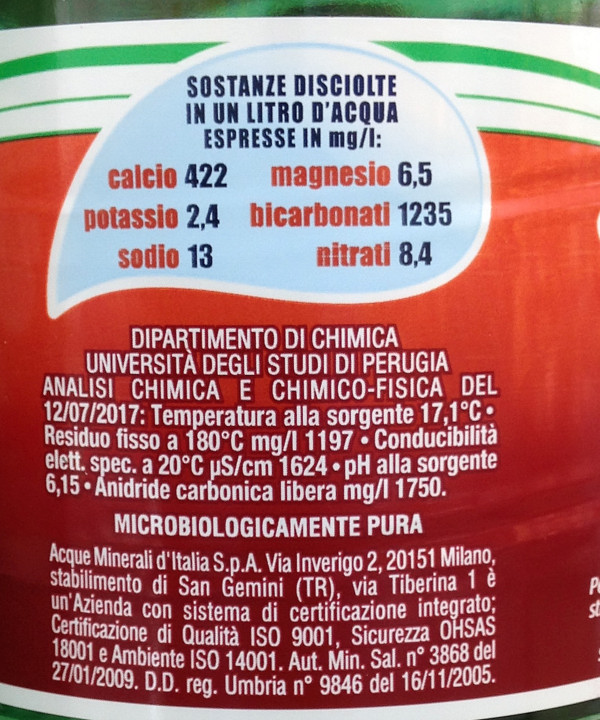 SOSTANZE DISCIOLTE
IN UN LITRO D'ACQUA
ESPRESSE IN mg/l:
calcio 422 magnesio 6,5
potassio 2,4 bicarbonati 1235
sodio 13 nitrati 8,4
DIPARTIMENTO DI CHIMICA
UNIVERSITÀ DEGLI STUDI DI PERUGIA
ANALISI CHIMICA E CHIMICO-FISICA DEL
12/07/2017: Temperatura alla sorgente 17,1°C •
Residuo fisso a 180°C mg/l 1197 • Conducibilità
elett. spec. a 20°C µS/cm 1624 • pH alla sorgente
6,15 • Anidride carbonica libera mg/l 1750.
MICROBIOLOGICAMENTE PURA
Acque Minerali d'Italia S.p.A. Via Inverigo 2, 20151 Milano,
stabilimento di San Gemini (TR), via Tiberina 1 è
un'Azienda con sistema di certificazione integrato;
Certificazione di Qualità ISO 9001, Sicurezza OHSAS
18001 e Ambiente ISO 14001. Aut. Min. Sal. n° 3868 del
27/01/2009. D.D. reg. Umbria n° 9846 del 16/11/2005.